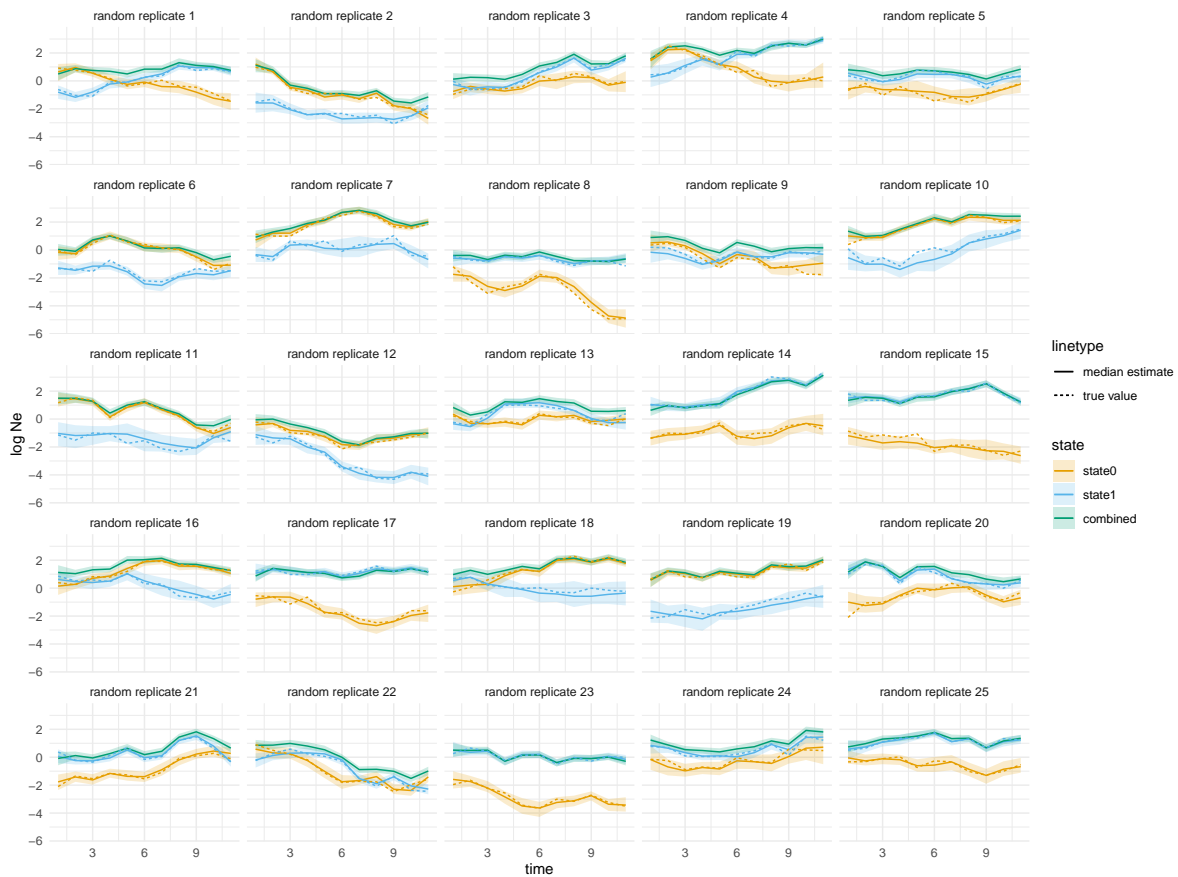 random replicate 1
random replicate 2
random replicate 3
random replicate 4
random replicate 5
2
0
−2
−4
−6
random replicate 6
random replicate 7
random replicate 8
random replicate 9
random replicate 10
2
0
−2
−4
−6
random replicate 11
random replicate 12
random replicate 13
random replicate 14
random replicate 15
2
0
−2
−4
−6
random replicate 16
random replicate 17
random replicate 18
random replicate 19
random replicate 20
2
0
−2
−4
−6
random replicate 21
random replicate 22
random replicate 23
random replicate 24
random replicate 25
2
0
−2
−4
−6
3
6
9
3
6
9
3
6
9
3
6
9
3
6
9
time
log Ne
linetype
median estimate
true value
state
state0
state1
combined